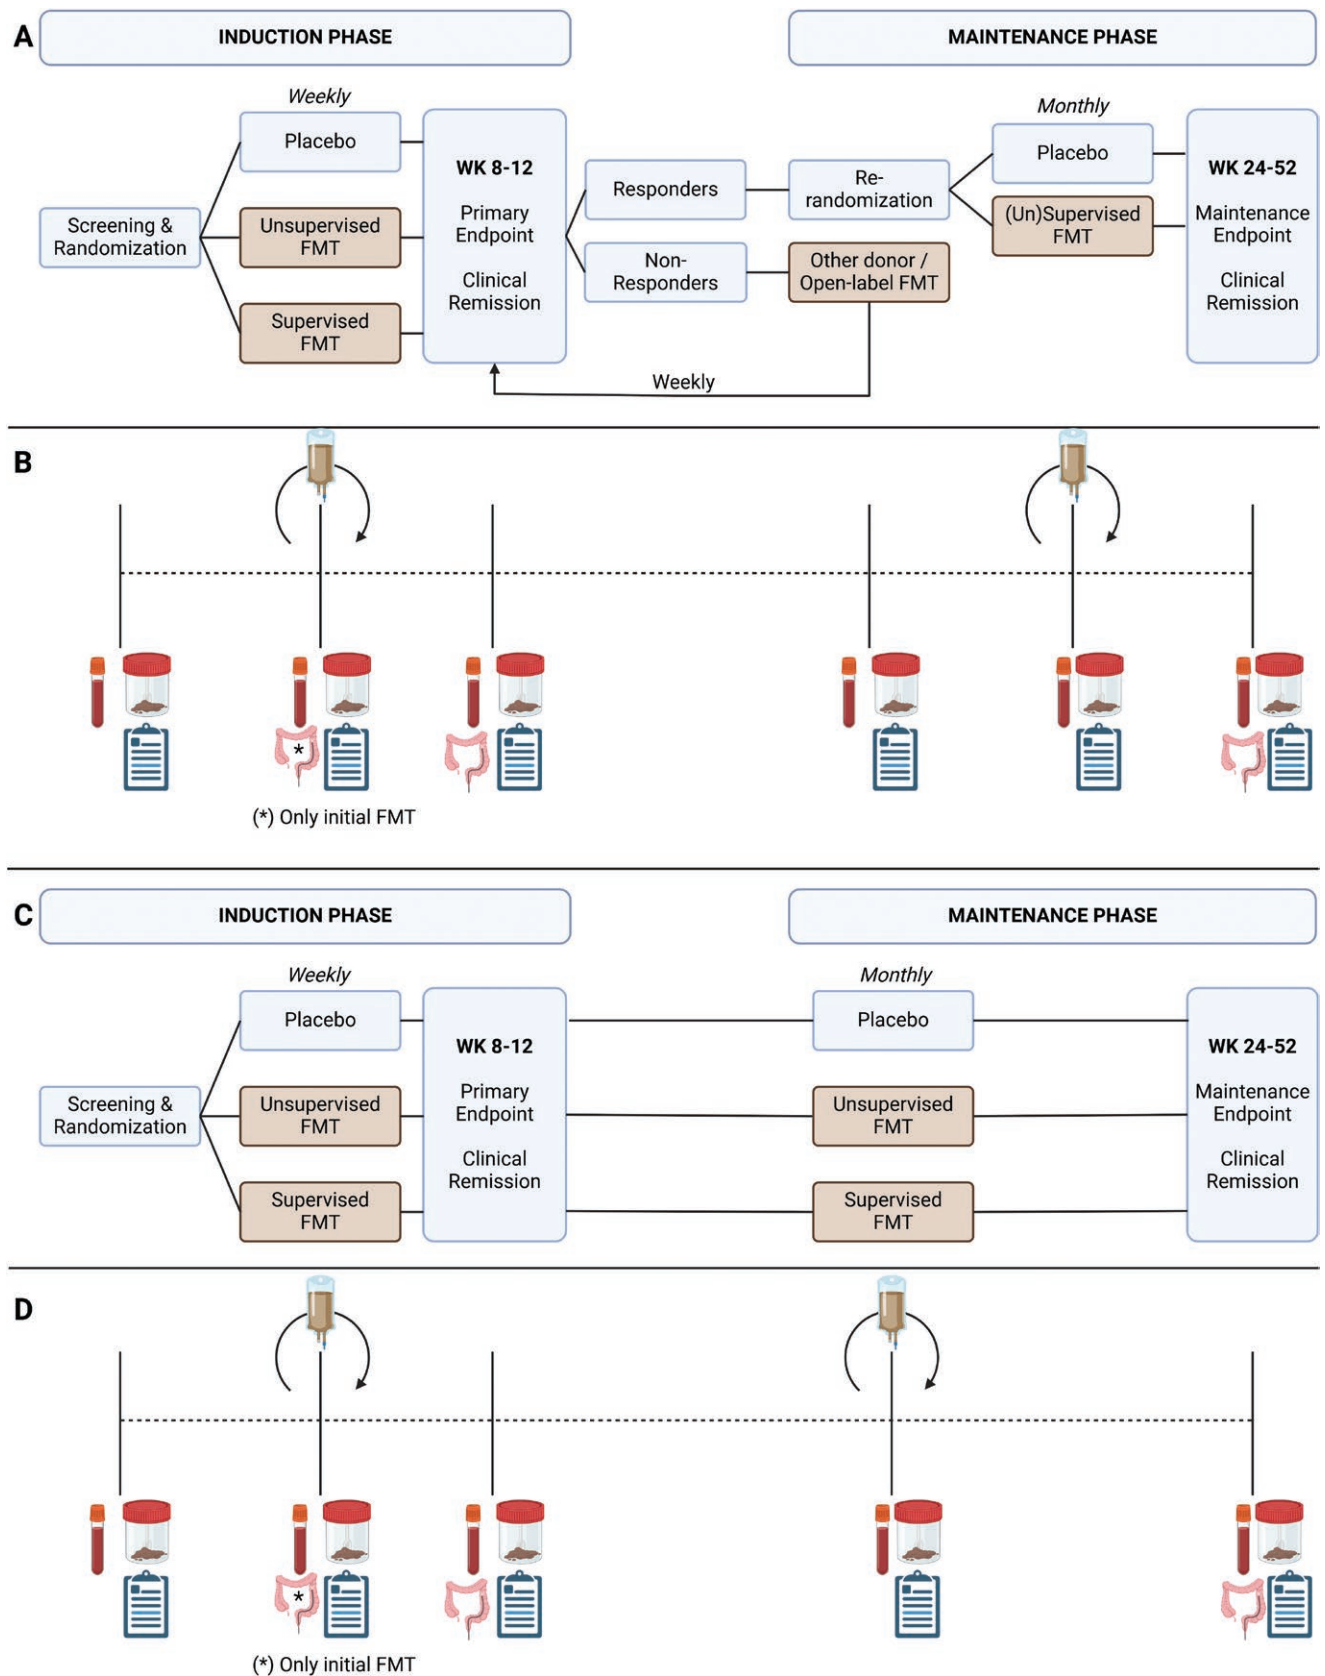 A
INDUCTION PHASE
MAINTENANCE PHASE
Weekly
Placebo
Screening &
Randomization
Unsupervised
FMT
Supervised
FMT
WK 8-12
Primary
Endpoint
Clinical
Remission
Responders
Non-
Responders
Re-
randomization
Other donor /
Open-label FMT
Weekly
Monthly
Placebo
(Un)Supervised
FMT
WK 24-52
Maintenance
Endpoint
Clinical
Remission
B
*
(*) Only initial FMT
C
INDUCTION PHASE
MAINTENANCE PHASE
Weekly
Placebo
Screening &
Randomization
Unsupervised
FMT
Supervised
FMT
WK 8-12
Primary
Endpoint
Clinical
Remission
Monthly
Placebo
Unsupervised
FMT
Supervised
FMT
WK 24-52
Maintenance
Endpoint
Clinical
Remission
D
*
(*) Only initial FMT